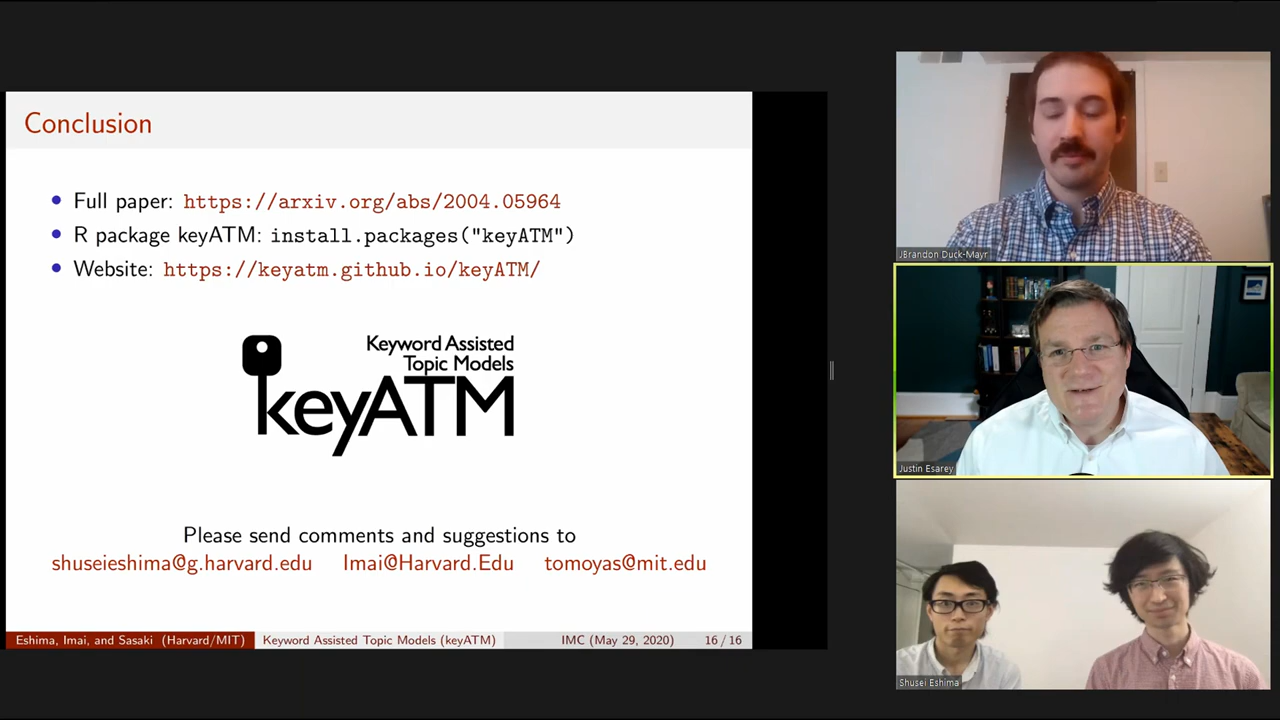 Conclusion
Full paper: https://arxiv.org/abs/2004.05964
R package keyATM: install.packages("keyATM")
Website: https://keyatm.github.io/keyATM/
Keyword Assisted
Topic Models
keyATM
Please send comments and suggestions to
shuseieshima@g.harvard.edu Imai@Harvard.Edu tomoyas@mit.edu
Eshima, Imai, and Sasaki (Harvard/MIT) Keyword Assisted Topic Models (keyATM) IMC (May 29, 2020) 16 / 16
JBrandon Duck-Mayr
Justin Esarey
Shusei Eshima